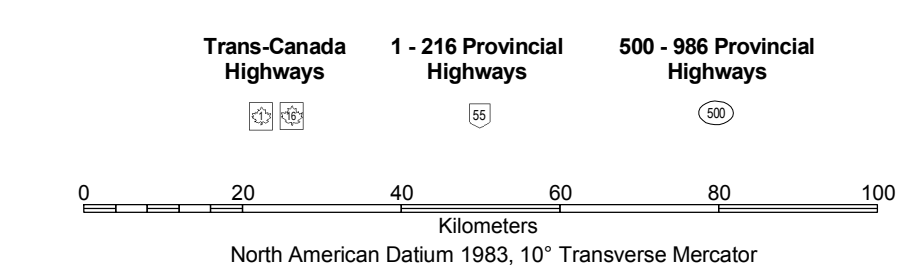 Trans-Canada Highways
1 - 216 Provincial Highways
500 - 986 Provincial Highways
1 16
55
500
0 20 40 60 80 100
Kilometers
North American Datium 1983, 10° Transverse Mercator